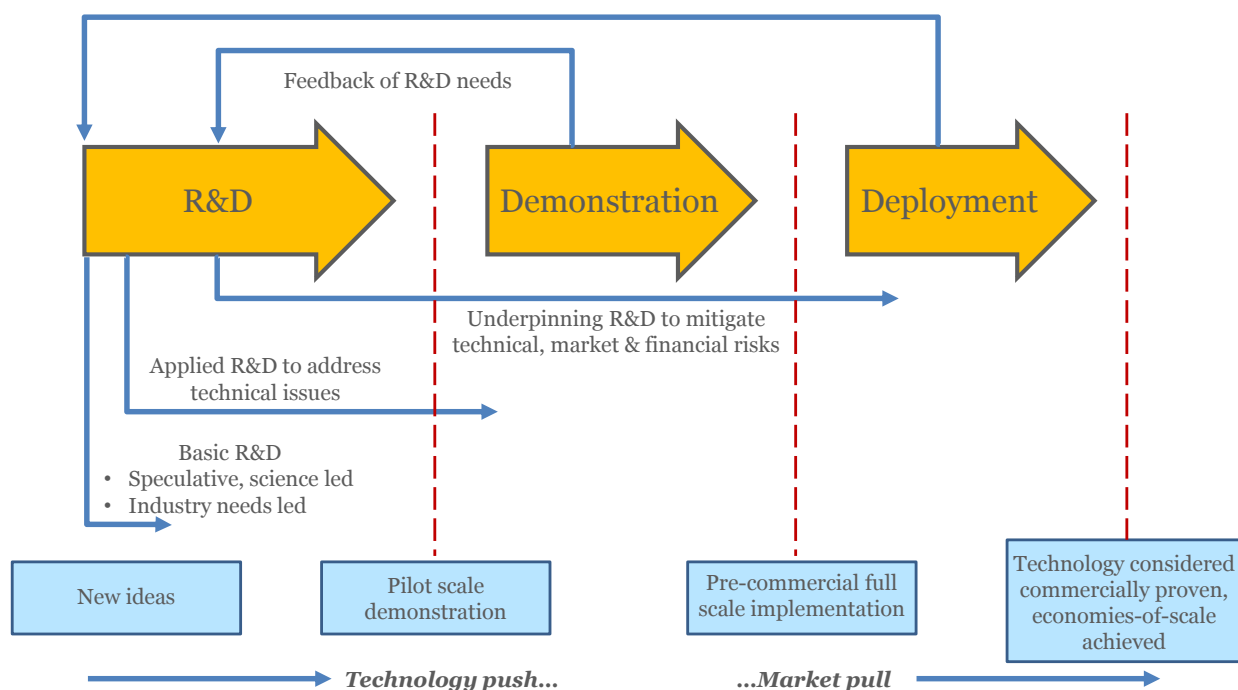 Feedback of R&D needs
R&D
Demonstration
Deployment
Underpinning R&D to mitigate
technical, market & financial risks
Applied R&D to address
technical issues
Basic R&D
• Speculative, science led
• Industry needs led
New ideas
Pilot scale
demonstration
Pre-commercial full
scale implementation
Technology considered
commercially proven,
economies-of-scale
achieved
Technology push...
...Market pull